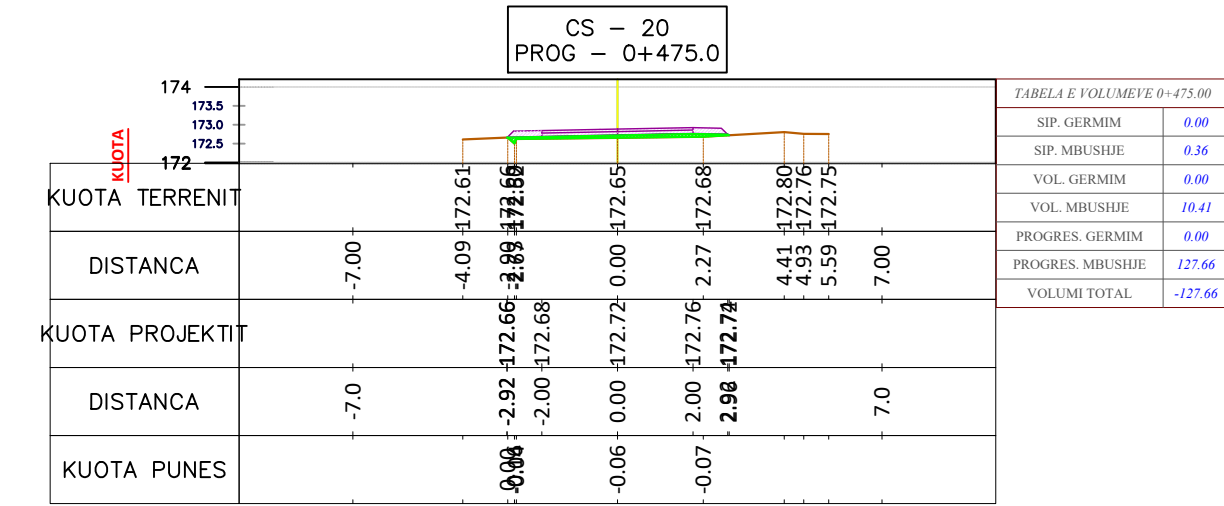 CS - 20
PROG - 0+475.0
174
173.5
173.0
172.5
172
KUOTA
KUOTA TERRENIT
172.61
172.65
172.68
172.80
172.76
172.75
DISTANCA
-7.00
-4.09
0.00
2.27
4.41
4.93
5.59
7.00
KUOTA PROJEKTIT
172.66
172.68
172.72
172.76
DISTANCA
-7.0
-2.92
-2.00
0.00
2.00
7.0
KUOTA PUNES
0.00
-0.06
-0.07
TABELA E VOLUMEVE 0+475.00
SIP. GERMIM 0.00
SIP. MBUSHJE 0.36
VOL. GERMIM 0.00
VOL. MBUSHJE 10.41
PROGRES. GERMIM 0.00
PROGRES. MBUSHJE 127.66
VOLUMI TOTAL -127.66